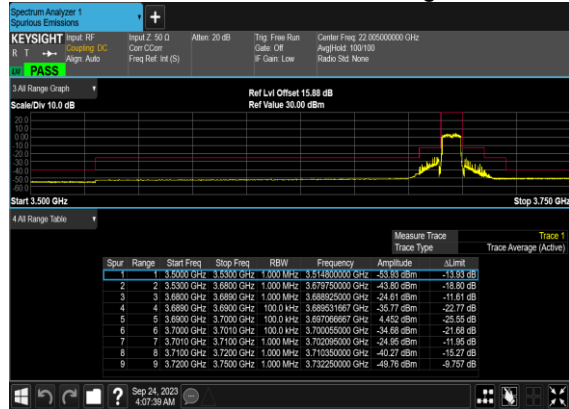 Spectrum Analyzer 1
Spurious Emissions
KEYSIGHT Input: RF Input Z: 50 Ω Atten: 20 dB Trig: Free Run Center Freq: 22.005000000 GHz
R T Coupling: DC Corr CCorr Gate: Off Avg|Hold: 100/100
Align: Auto Freq Ref: Int (S) IF Gain: Low Radio Std: None
PASS
3 All Range Graph Ref Lvl Offset 15.88 dB
Scale/Div 10.0 dB Ref Value 30.00 dBm
20.0
10.0
0.00
-10.0
-20.0
-30.0
-40.0
-50.0
-60.0
Start 3.500 GHz Stop 3.750 GHz
4 All Range Table
Measure Trace Trace 1
Trace Type Trace Average (Active)
Spur Range Start Freq Stop Freq RBW Frequency Amplitude ΔLimit
1 1 3.5000 GHz 3.5300 GHz 1.000 MHz 3.514800000 GHz -53.93 dBm -13.93 dB
2 2 3.5300 GHz 3.6800 GHz 1.000 MHz 3.679750000 GHz -43.80 dBm -18.80 dB
3 3 3.6800 GHz 3.6890 GHz 1.000 MHz 3.688925000 GHz -24.61 dBm -11.61 dB
4 4 3.6890 GHz 3.6900 GHz 100.0 kHz 3.689531667 GHz -35.77 dBm -22.77 dB
5 5 3.6900 GHz 3.7000 GHz 100.0 kHz 3.697066667 GHz 4.452 dBm -25.55 dB
6 6 3.7000 GHz 3.7010 GHz 100.0 kHz 3.700055000 GHz -34.68 dBm -21.68 dB
7 7 3.7010 GHz 3.7100 GHz 1.000 MHz 3.702095000 GHz -24.95 dBm -11.95 dB
8 8 3.7100 GHz 3.7200 GHz 1.000 MHz 3.710350000 GHz -40.27 dBm -15.27 dB
9 9 3.7200 GHz 3.7500 GHz 1.000 MHz 3.732250000 GHz -49.76 dBm -9.757 dB
Sep 24, 2023
4:07:39 AM